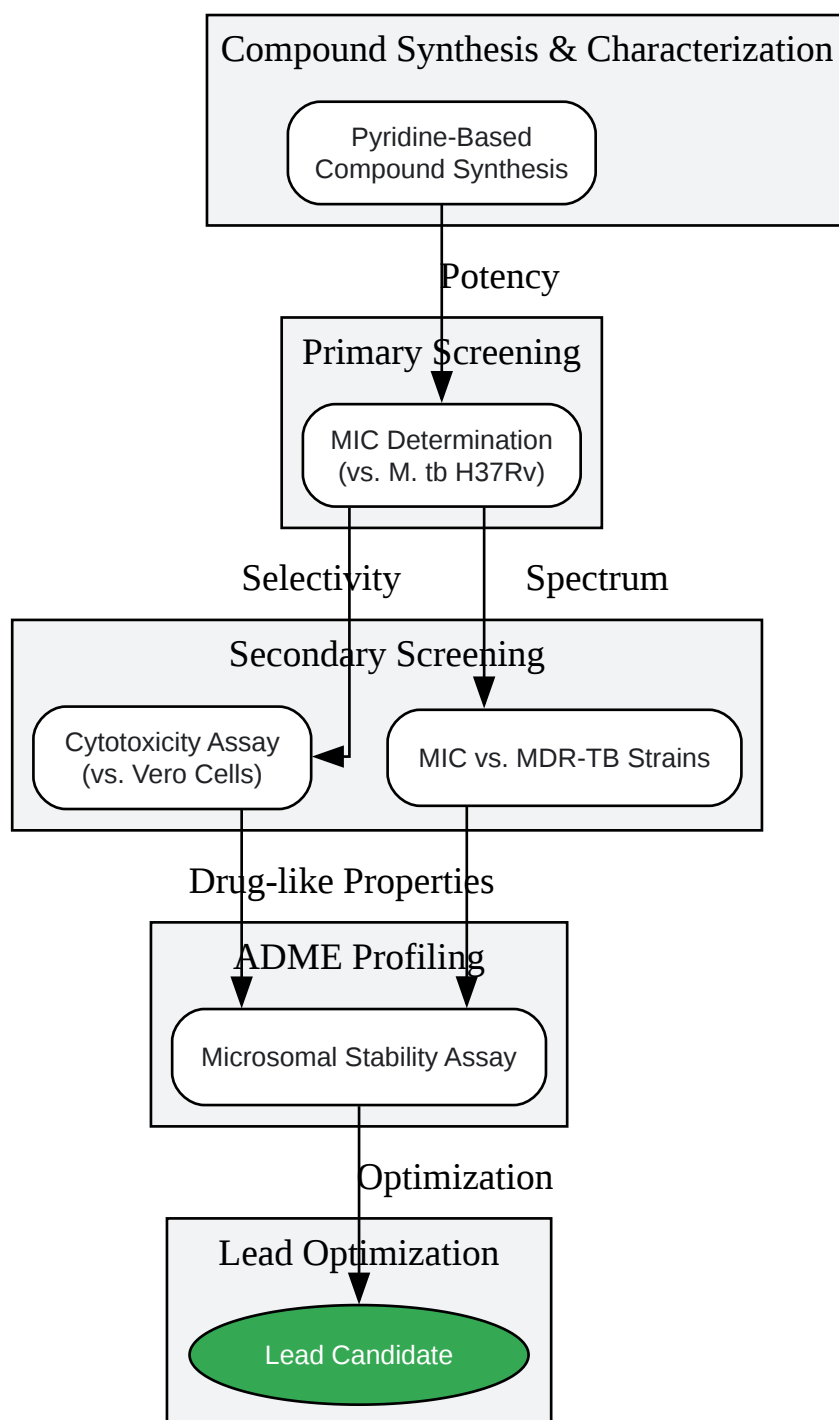 Compound Synthesis & Characterization
Pyridine-Based
Compound Synthesis
Potency
Primary Screening
MIC Determination
(vs. M. tb H37Rv)
Selectivity
Spectrum
Secondary Screening
Cytotoxicity Assay
(vs. Vero Cells)
MIC vs. MDR-TB Strains
Drug-like Properties
ADME Profiling
Microsomal Stability Assay
Optimization
Lead Optimization
Lead Candidate